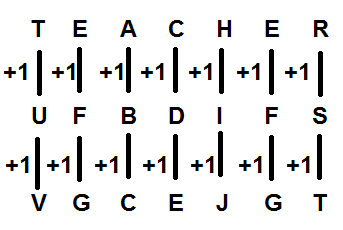 T E A C H E R
+1 +1 +1 +1 +1 +1 +1
U F B D I F S
+1 +1 +1 +1 +1 +1 +1
V G C E J G T